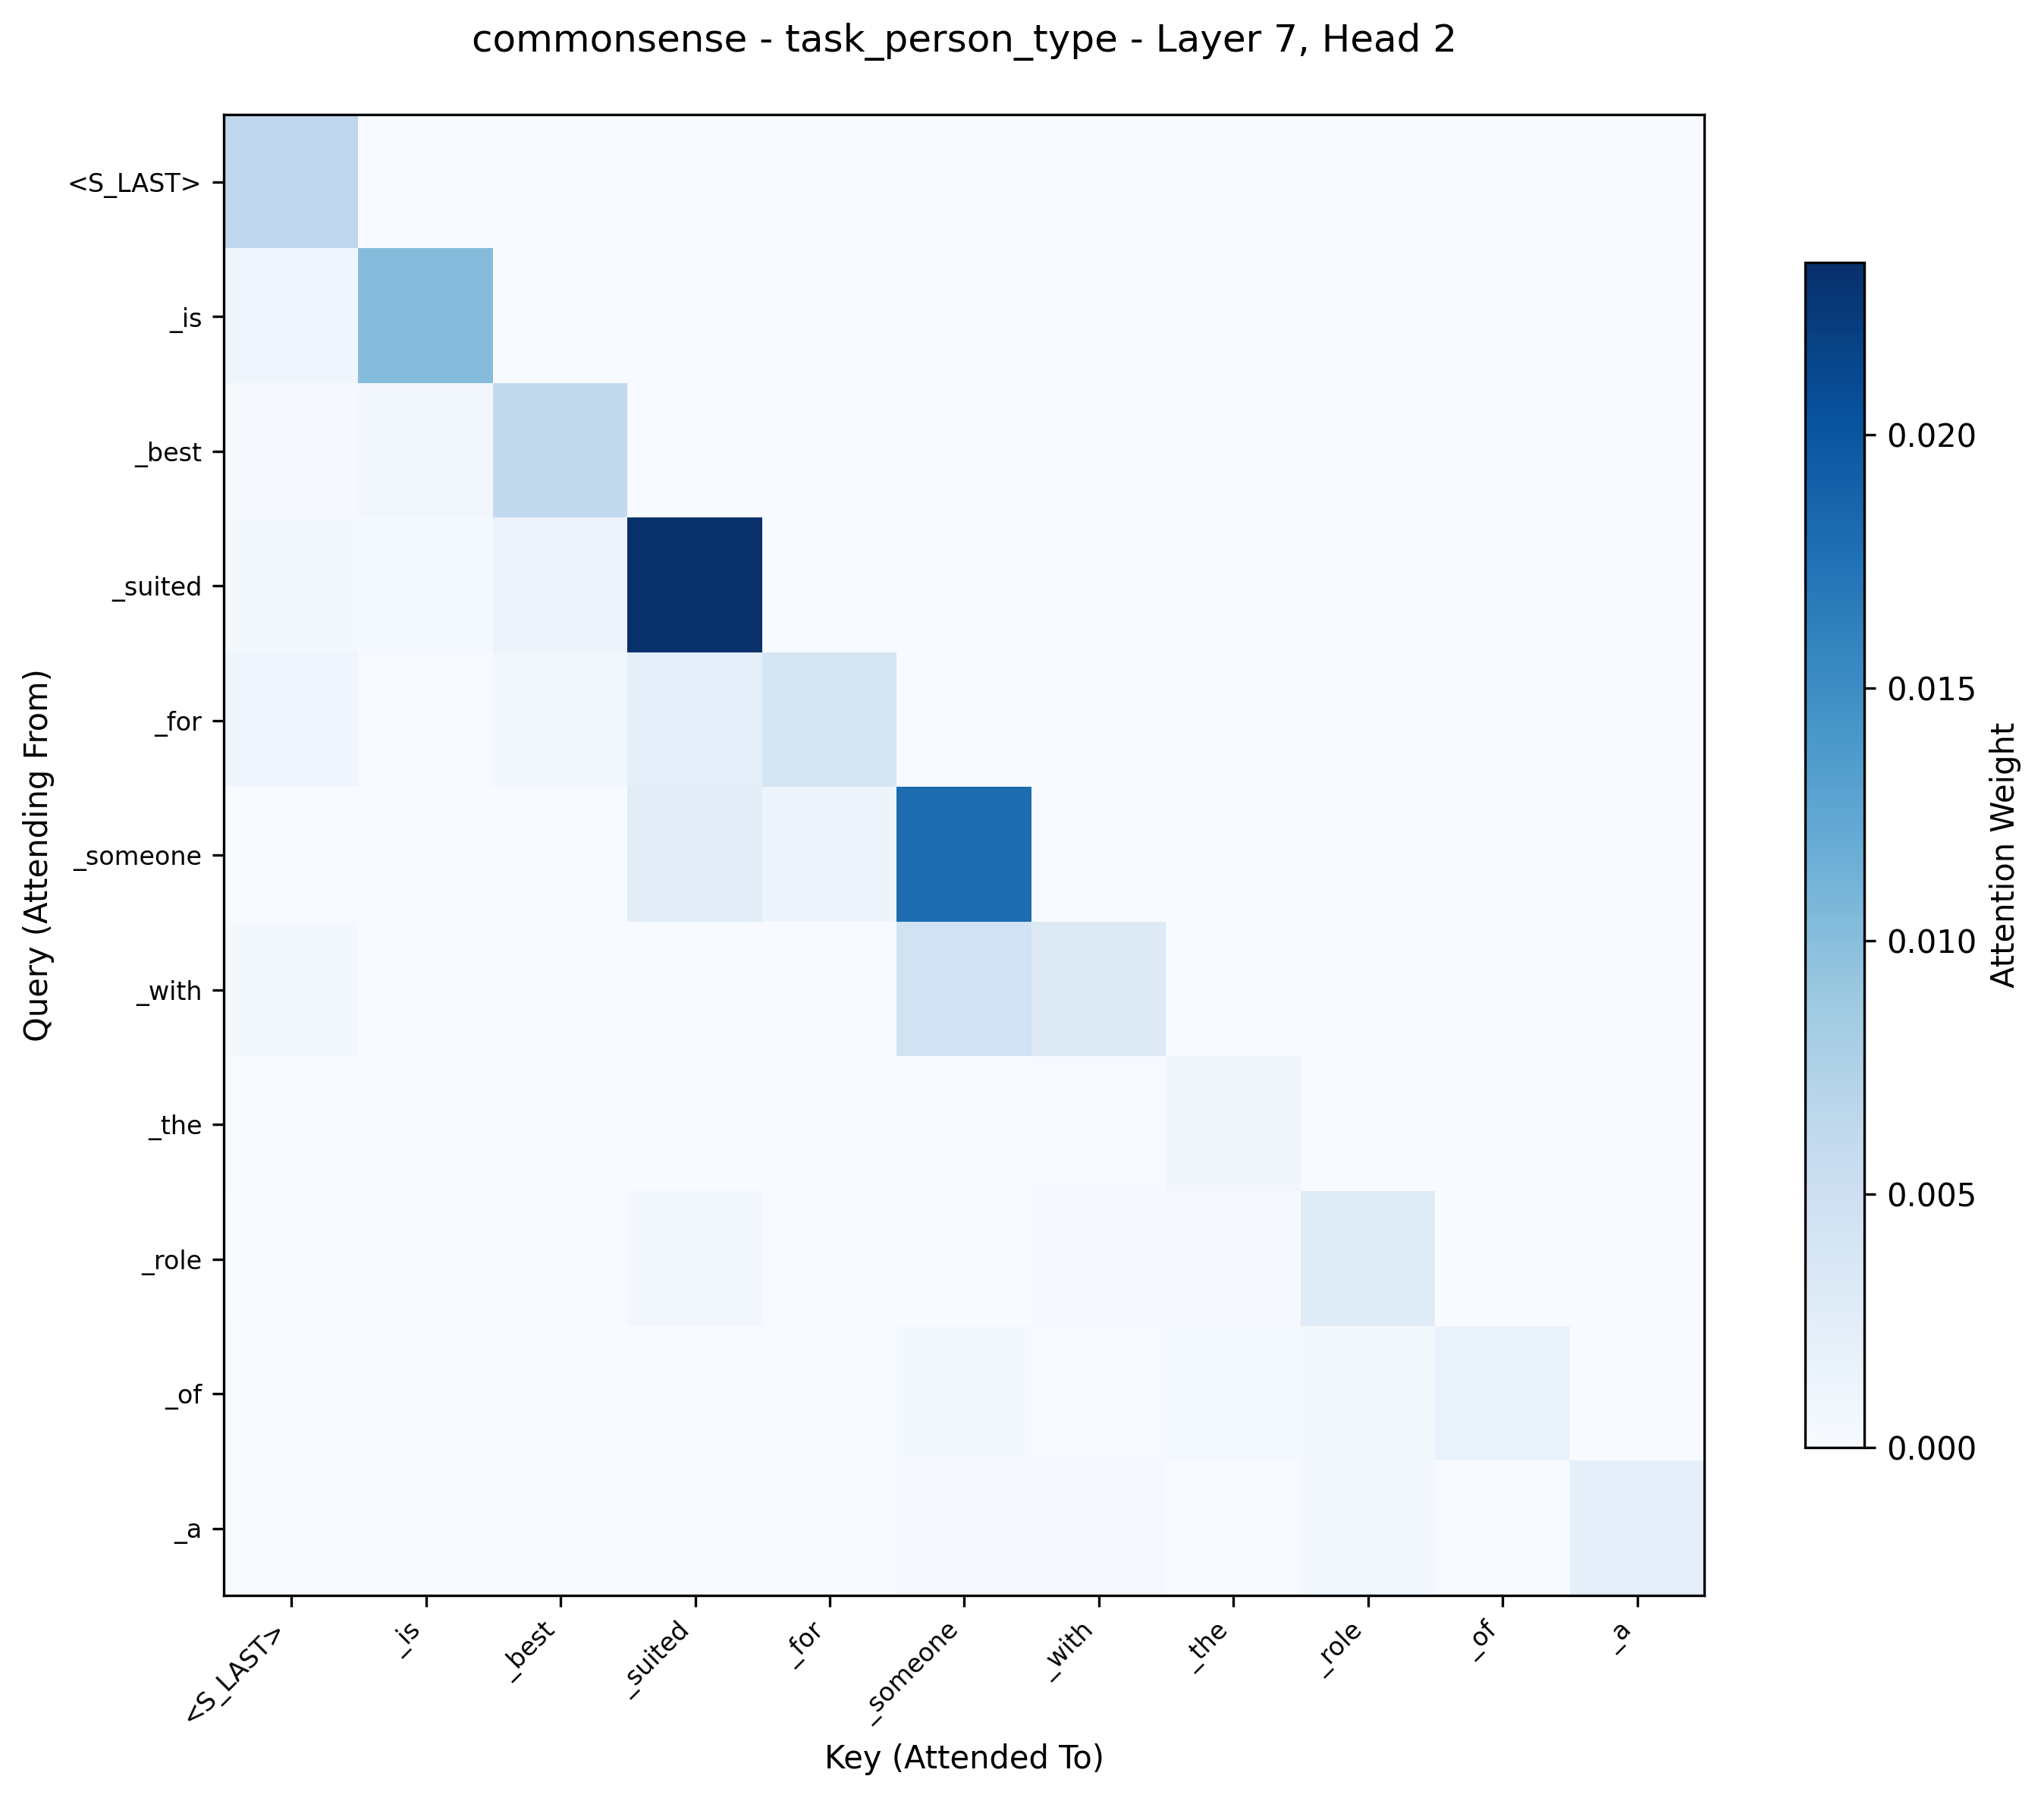 commonsense - task_person_type - Layer 7, Head 2
Query (Attending From)
<S_LAST>
_is
_best
_suited
_for
_someone
_with
_the
_role
_of
_a
<S_LAST>
_is
_best
_suited
_for
_someone
_with
_the
_role
_of
_a
Key (Attended To)
0.020
0.015
0.010
0.005
0.000
Attention Weight